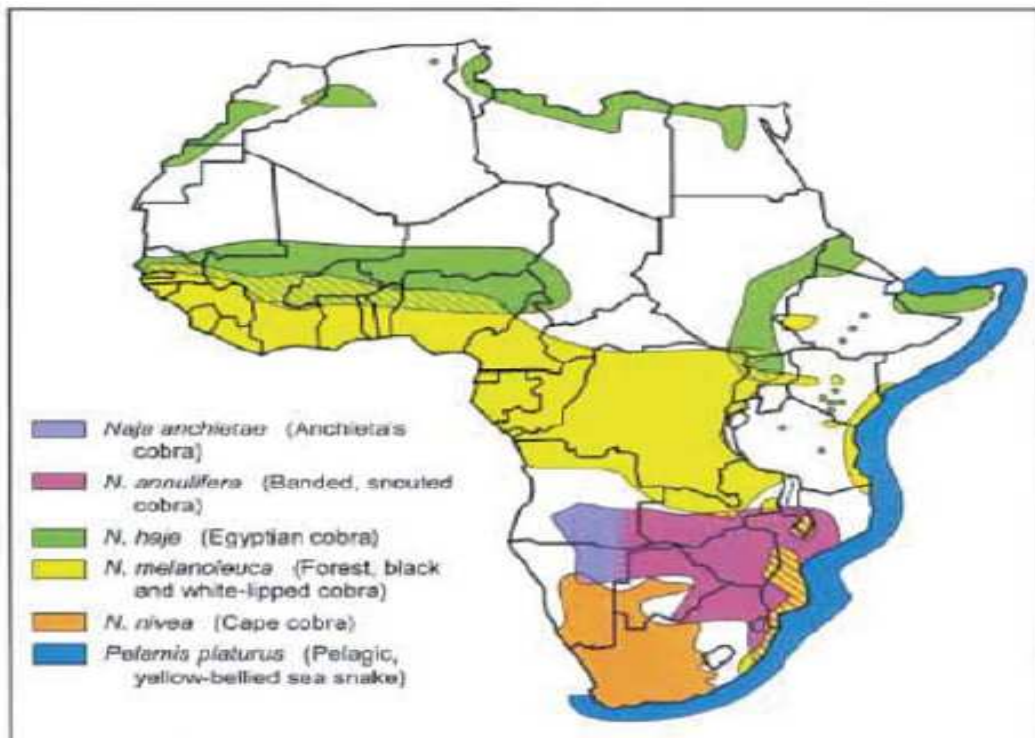 Naja anchietae (Anchieta's
cobra)
N. annulifera (Banded, snouted
cobra)
N. haje (Egyptian cobra)
N. melanoleuca (Forest, black
and white-lipped cobra)
N. nivea (Cape cobra)
Pelamis platurus (Pelagic,
yellow-bellied sea snake)